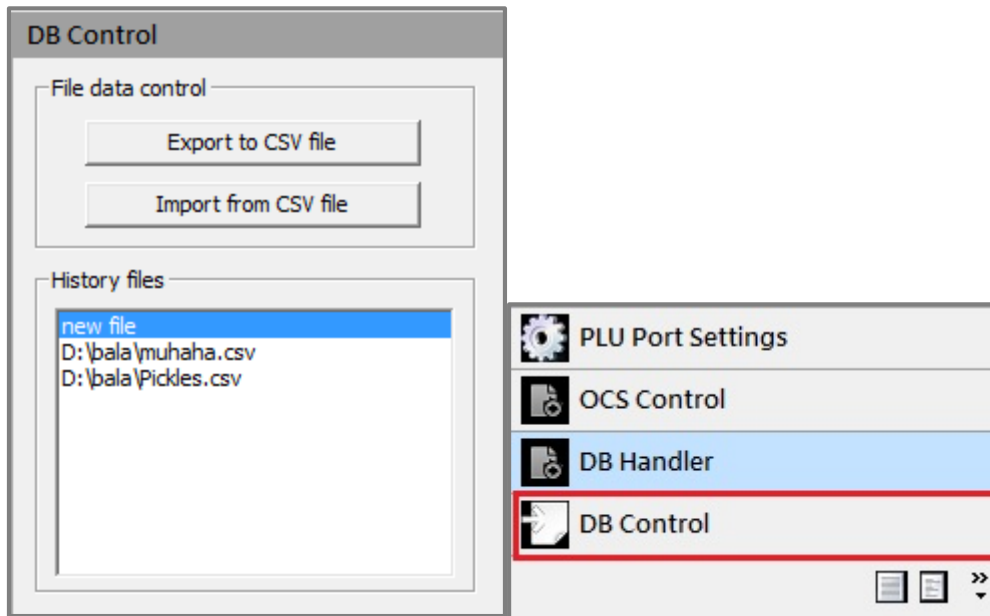 DB Control
File data control
Export to CSV file
Import from CSV file
History files
new file
D:\bala\muhaha.csv
D:\bala\Pickles.csv
PLU Port Settings
OCS Control
DB Handler
DB Control